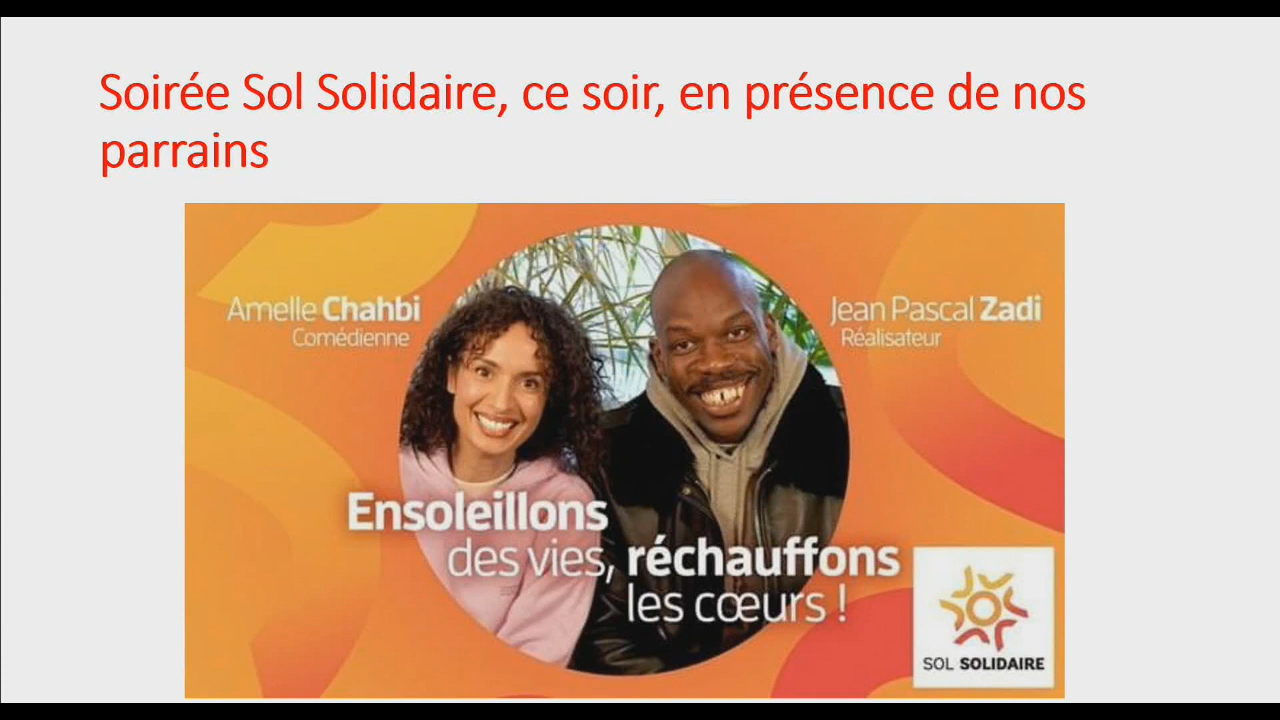 Soirée Sol Solidaire, ce soir, en présence de nos
parrains
Amelle Chahbi
Comédienne
Jean Pascal Zadi
Réalisateur
Ensoleillons
des vies, réchauffons
les cœurs !
SOL SOLIDAIRE